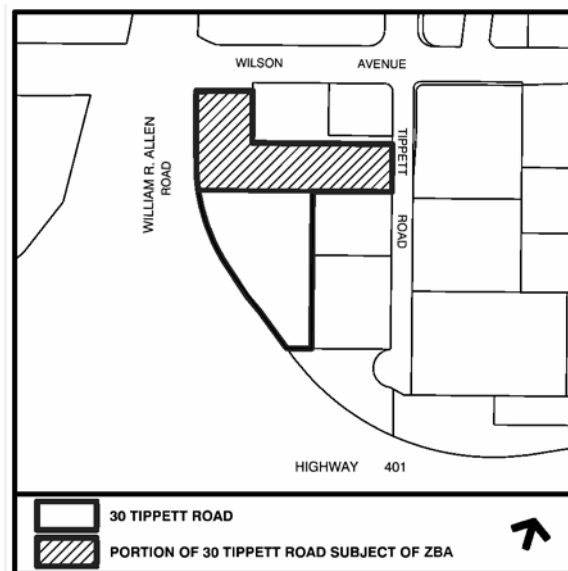 WILSON AVENUE
WILLIAM R. ALLEN
ROAD
TIPPETT
ROAD
HIGHWAY 401
30 TIPPETT ROAD
PORTION OF 30 TIPPETT ROAD SUBJECT OF ZBA